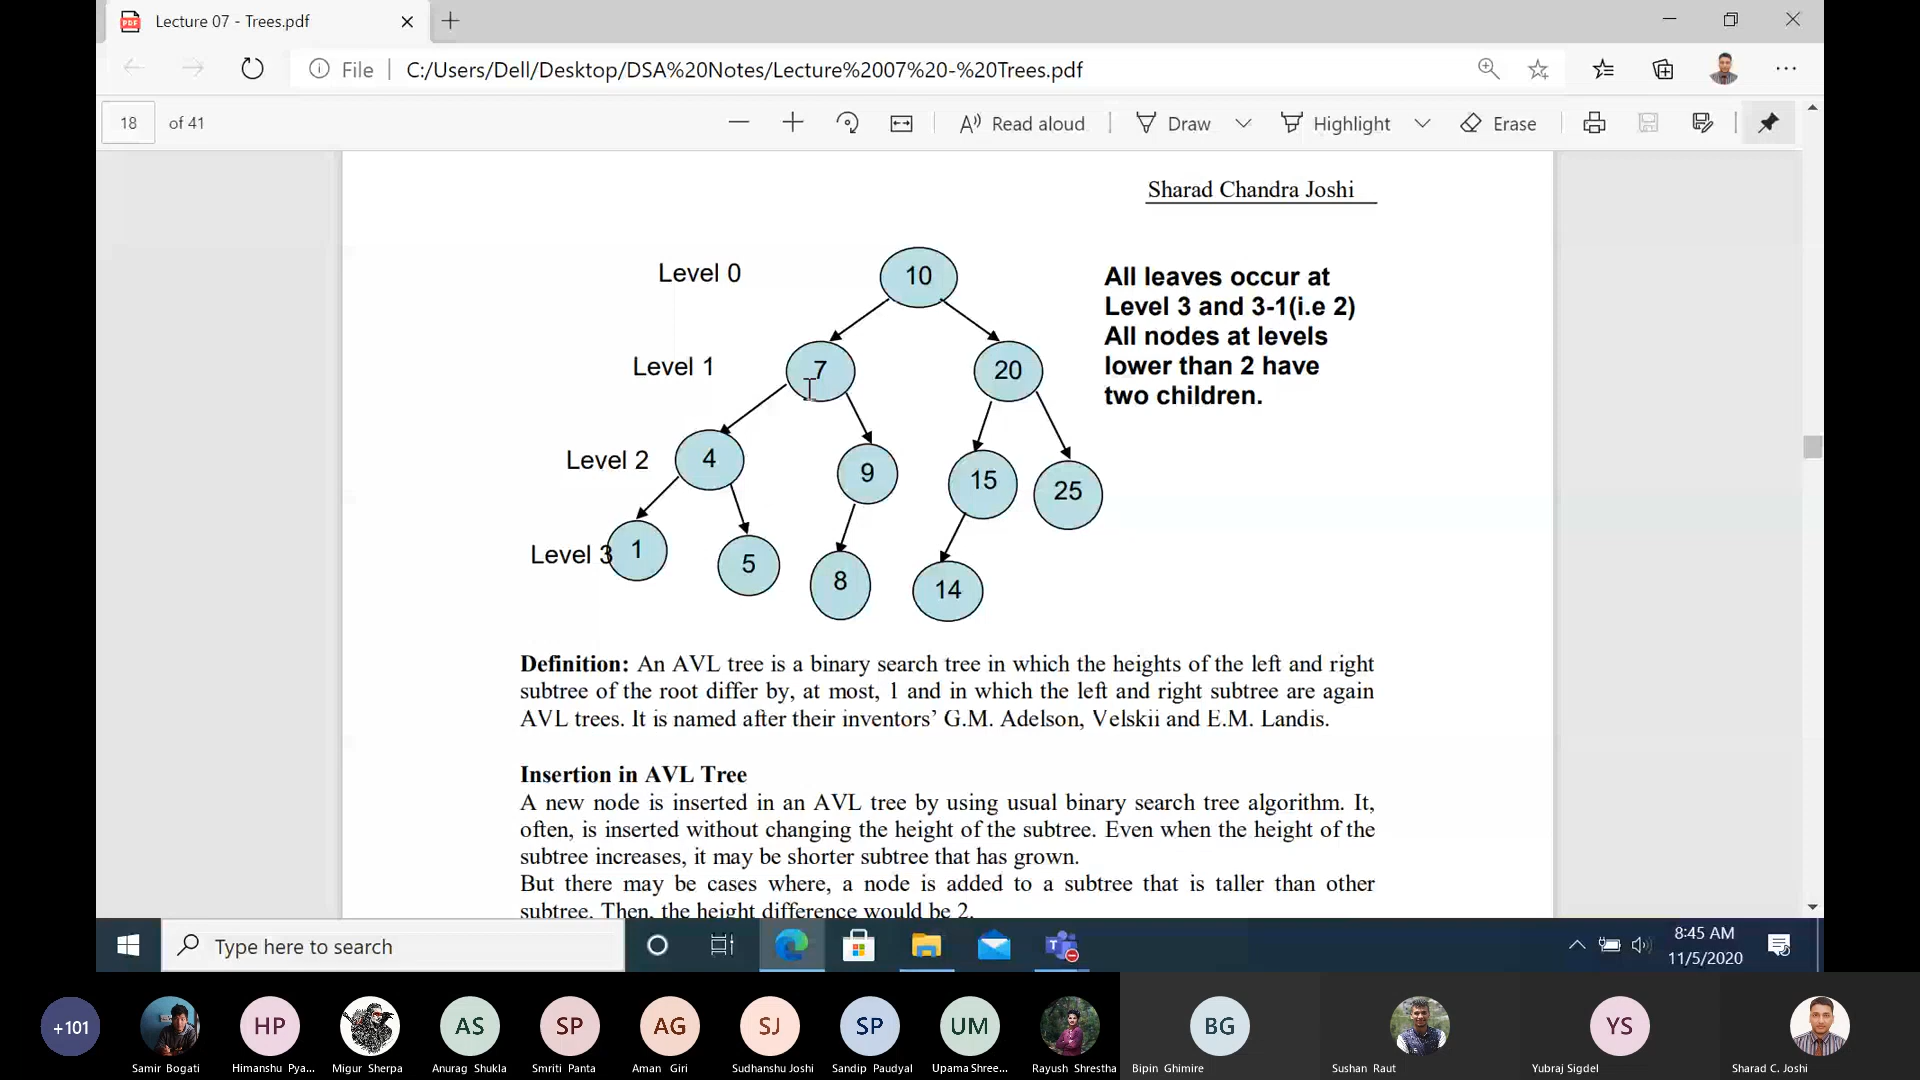 Lecture 07 - Trees.pdf
File
C:/Users/Dell/Desktop/DSA%20Notes/Lecture%2007%20-%20Trees.pdf
18 of 41
Read aloud
Draw
Highlight
Erase
Sharad Chandra Joshi
Level 0
10
All leaves occur at
Level 3 and 3-1(i.e 2)
All nodes at levels
lower than 2 have
two children.
Level 1
7
20
Level 2
4
9
15
25
Level 3
1
5
8
14
Definition: An AVL tree is a binary search tree in which the heights of the left and right
subtree of the root differ by, at most, 1 and in which the left and right subtree are again
AVL trees. It is named after their inventors’ G.M. Adelson, Velskii and E.M. Landis.
Insertion in AVL Tree
A new node is inserted in an AVL tree by using usual binary search tree algorithm. It,
often, is inserted without changing the height of the subtree. Even when the height of the
subtree increases, it may be shorter subtree that has grown.
But there may be cases where, a node is added to a subtree that is taller than other
subtree. Then, the height difference would be 2.
Type here to search
8:45 AM
11/5/2020
+101
HP
AS
SP
AG
SJ
SP
UM
BG
YS
Samir Bogati
Himanshu Pya...
Migur Sherpa
Anurag Shukla
Smriti Panta
Aman Giri
Sudhanshu Joshi
Sandip Paudyal
Upama Shree...
Rayush Shrestha
Bipin Ghimire
Sushan Raut
Yubraj Sigdel
Sharad C. Joshi